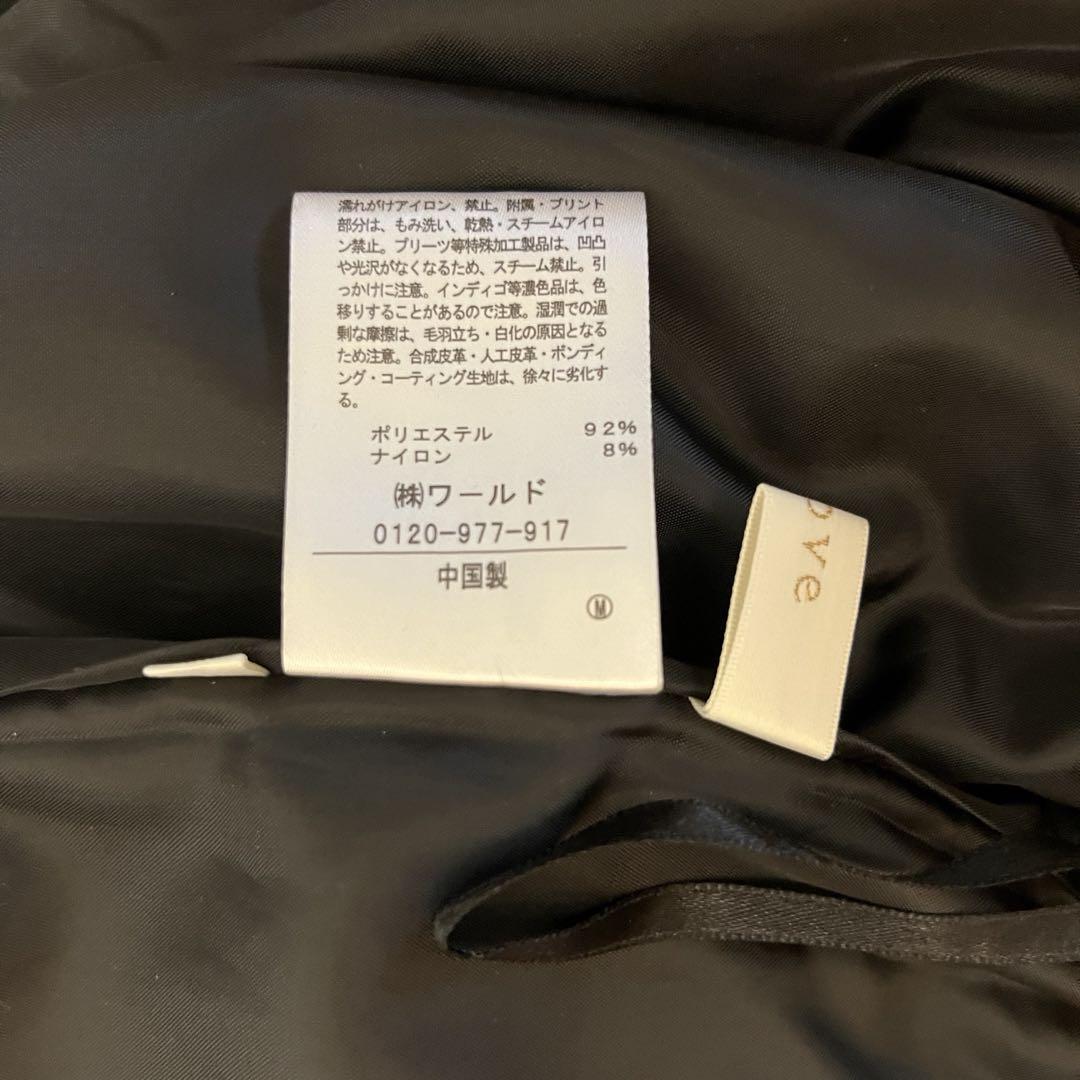 濡れがけアイロン、禁止。附属・プリント
部分は、もみ洗い、乾熱・スチームアイロ
ン禁止。プリーツ等特殊加工製品は、凹凸
や光沢がなくなるため、スチーム禁止。引
っかけに注意。インディゴ等濃色品は、色
移りすることがあるので注意。湿潤での過
剰な摩擦は、毛羽立ち・白化の原因となる
ため注意。合成皮革・人工皮革・ボンディ
ング・コーティング生地は、徐々に劣化す
る。
ポリエステル 92%
ナイロン 8%
㈱ワールド
0120-977-917
中国製
Ⓜ
ove